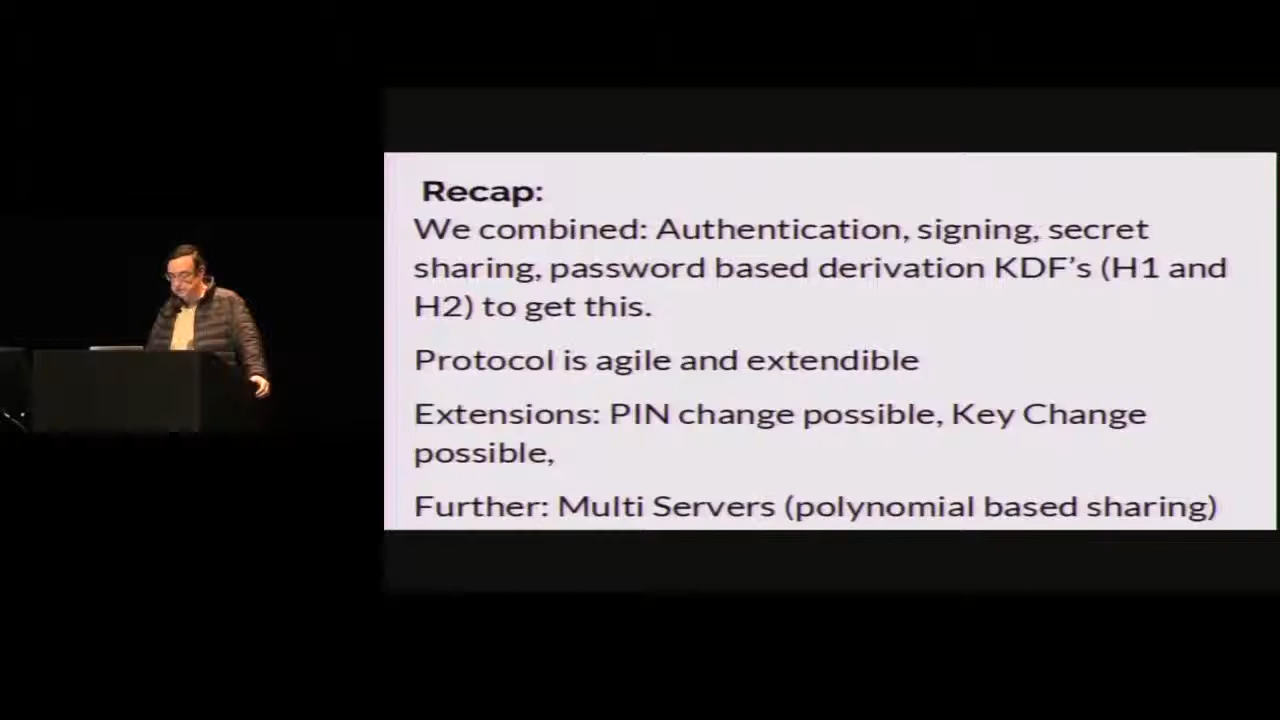 Recap:
We combined: Authentication, signing, secret
sharing, password based derivation KDF’s (H1 and
H2) to get this.
Protocol is agile and extendible
Extensions: PIN change possible, Key Change
possible,
Further: Multi Servers (polynomial based sharing)